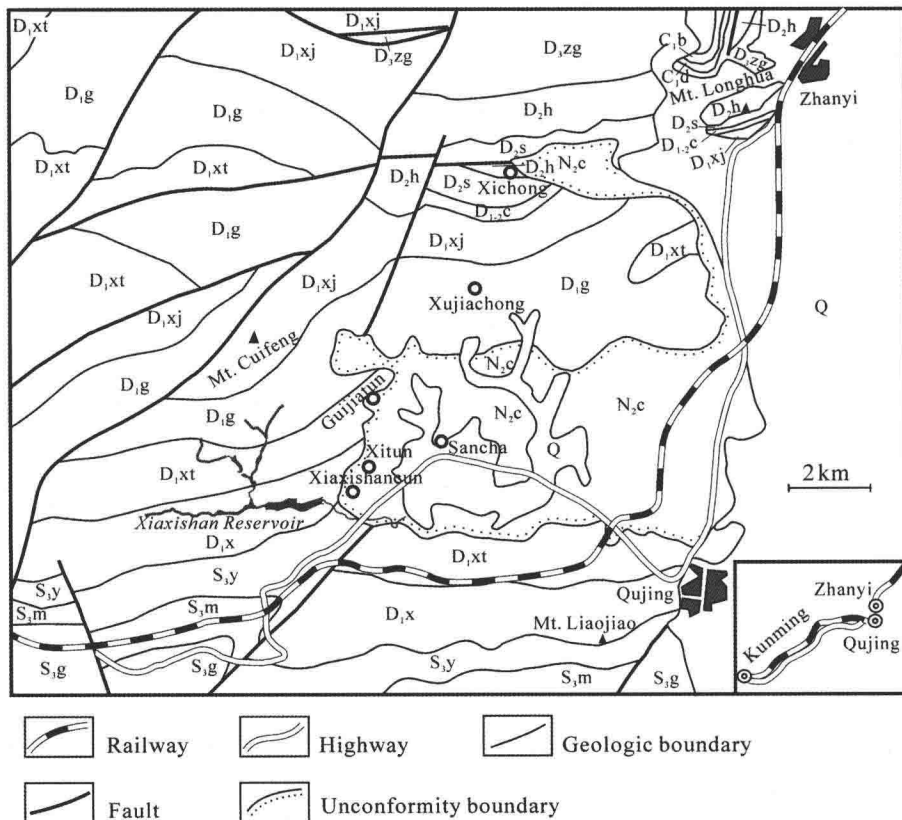 D₁xt
D₁xj
D₁xj
D₃zg
D₃zg
C₁b
D₂h
D₃zg
C₁d
Mt. Longhua
Zhanyi
D₁g
D₁g
D₂h
D₂h
D₂s
D₂s
D₁₋₂c
D₁xj
D₁xt
D₁xt
D₂h
D₂s
D₂h
N₂c
Xichong
D₁₋₂c
D₁g
D₁xj
D₁xt
D₁xt
D₁xj
D₁g
Xujiachong
D₁xj
Mt. Cuifeng
Q
D₁g
N₂c
D₁g
Guijiatun
N₂c
N₂c
Xitun
Sancha
Q
D₁xt
Xiaxishancun
2 km
Xiaxishan Reservoir
D₁x
D₁xt
S₃y
S₃y
Qujing
Zhanyi
S₃m
S₃m
D₁x
Kunming
Qujing
Mt. Liaojiao
S₃g
S₃g
S₃y
S₃m
S₃g
Railway
Highway
Geologic boundary
Fault
Unconformity boundary